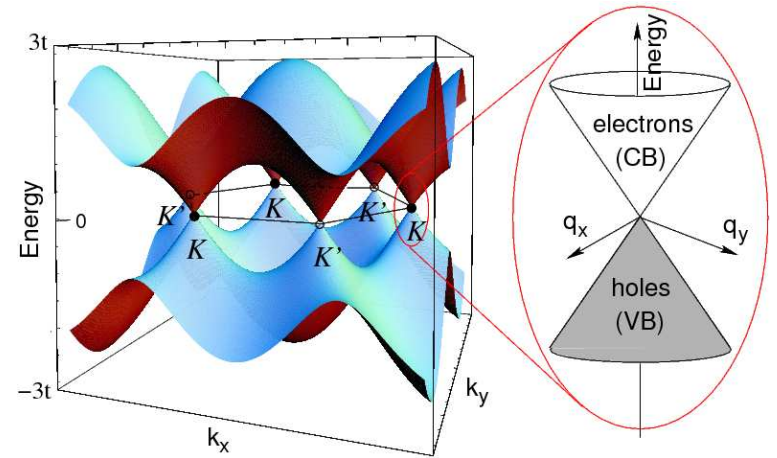 3t
Energy
0
−3t
K'
K
K
K'
K'
K
k_x
k_y
Energy
electrons
(CB)
q_x
q_y
holes
(VB)